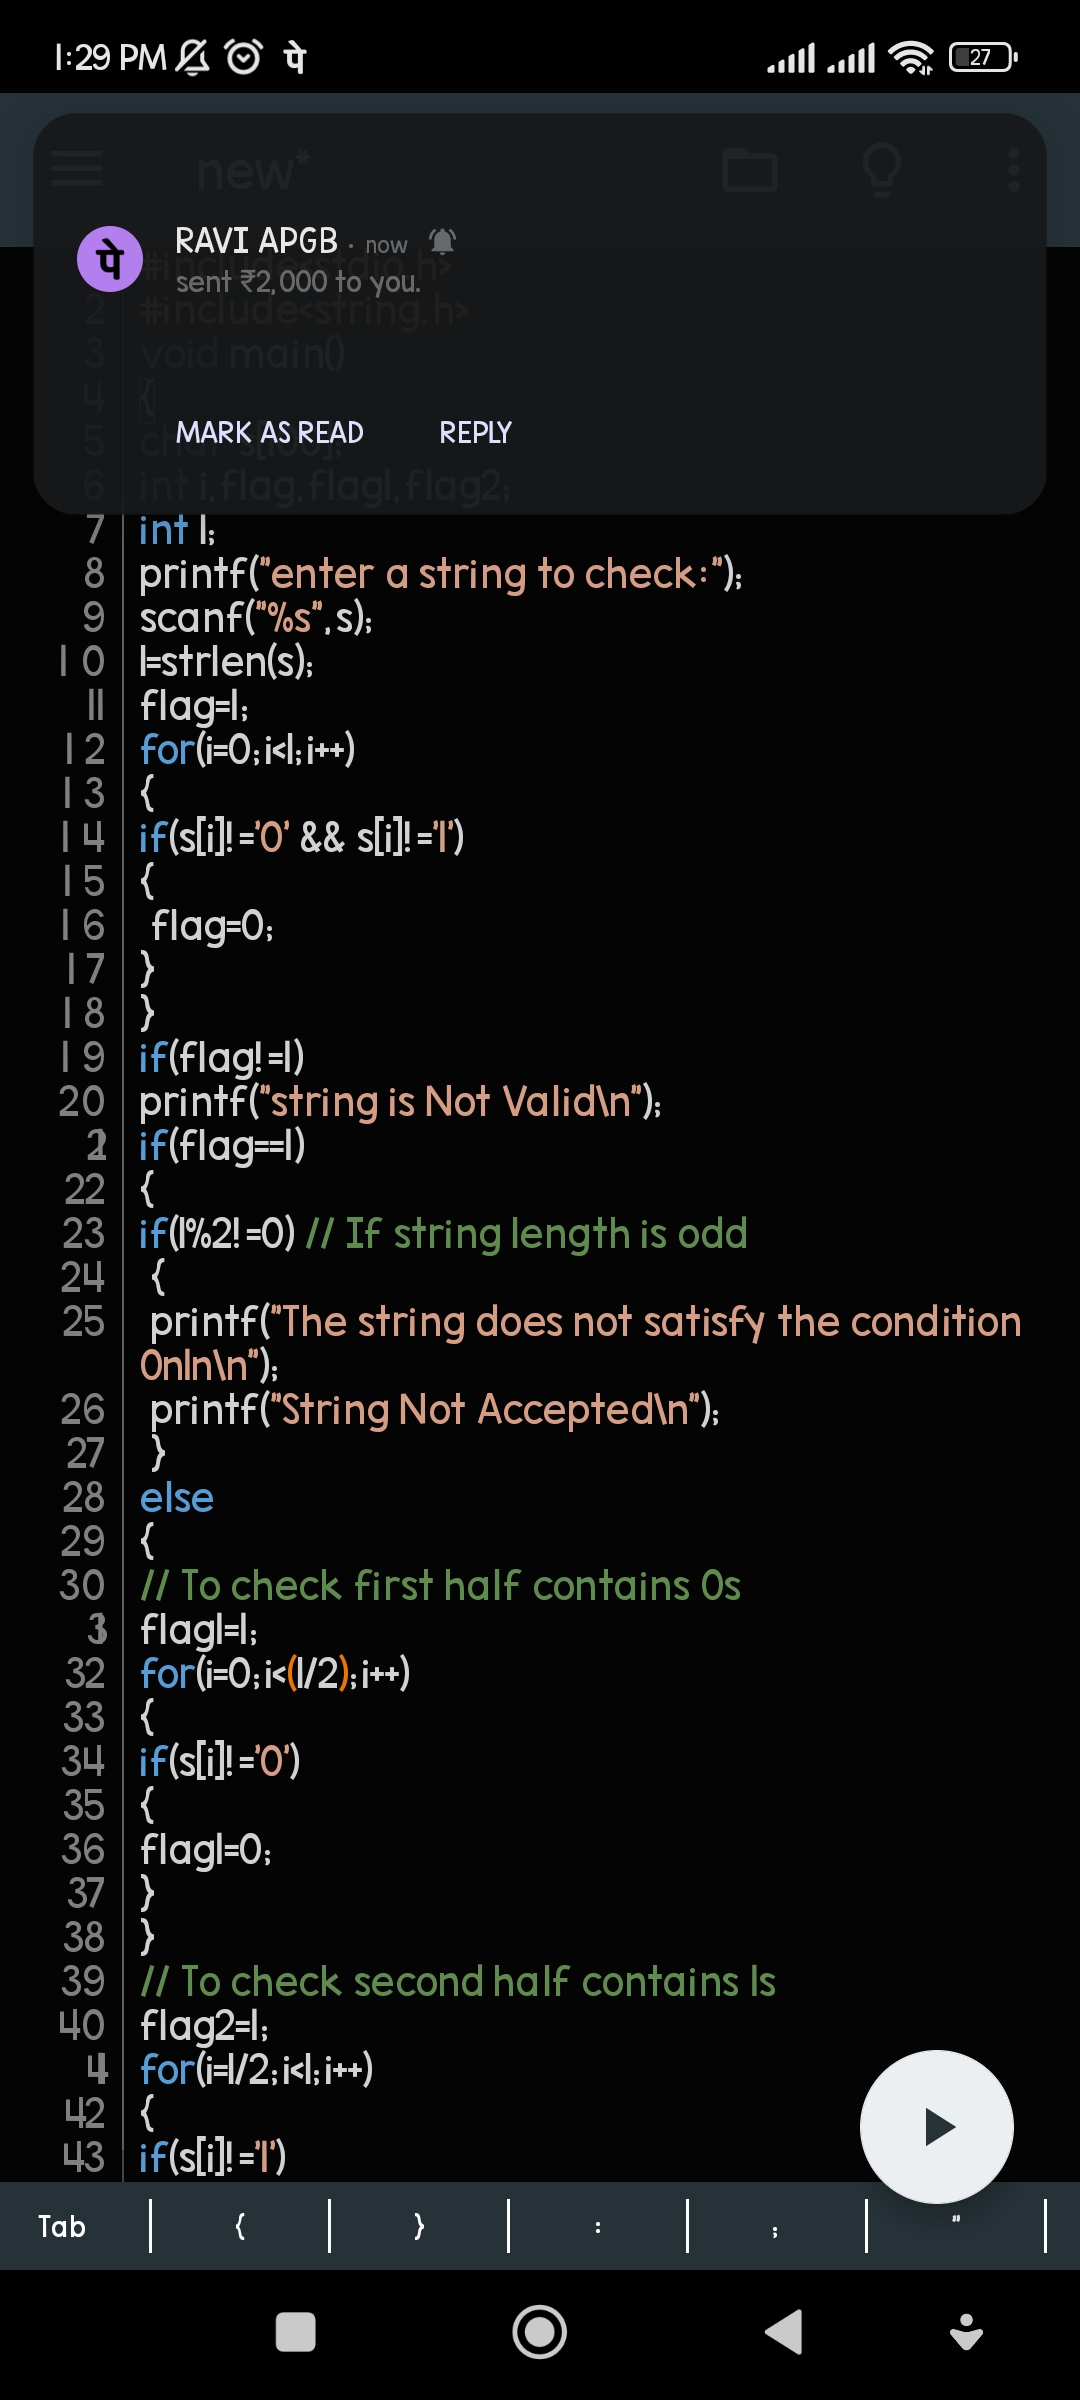 1:29 PM पे 27
new*
RAVI APGB · now
पे
sent ₹2,000 to you.
#include<stdio.h>
2 #include<string.h>
3 void main()
4 {
5
MARK AS READ REPLY
6 int i,flag,flag1,flag2;
7 int l;
8 printf("enter a string to check:");
9 scanf("%s",s);
10 l=strlen(s);
11 flag=1;
12 for(i=0;i<l;i++)
13 {
14 if(s[i]!='0' && s[i]!='1')
15 {
16 flag=0;
17 }
18 }
19 if(flag!=1)
20 printf("string is Not Valid\n");
21 if(flag==1)
22 {
23 if(l%2!=0) // If string length is odd
24 {
25 printf("The string does not satisfy the condition
0n1n\n");
26 printf("String Not Accepted\n");
27 }
28 else
29 {
30 // To check first half contains 0s
31 flag1=1;
32 for(i=0;i<(l/2);i++)
33 {
34 if(s[i]!='0')
35 {
36 flag1=0;
37 }
38 }
39 // To check second half contains 1s
40 flag2=1;
41 for(i=l/2;i<l;i++)
42 {
43 if(s[i]!='1')
Tab { } : ; "